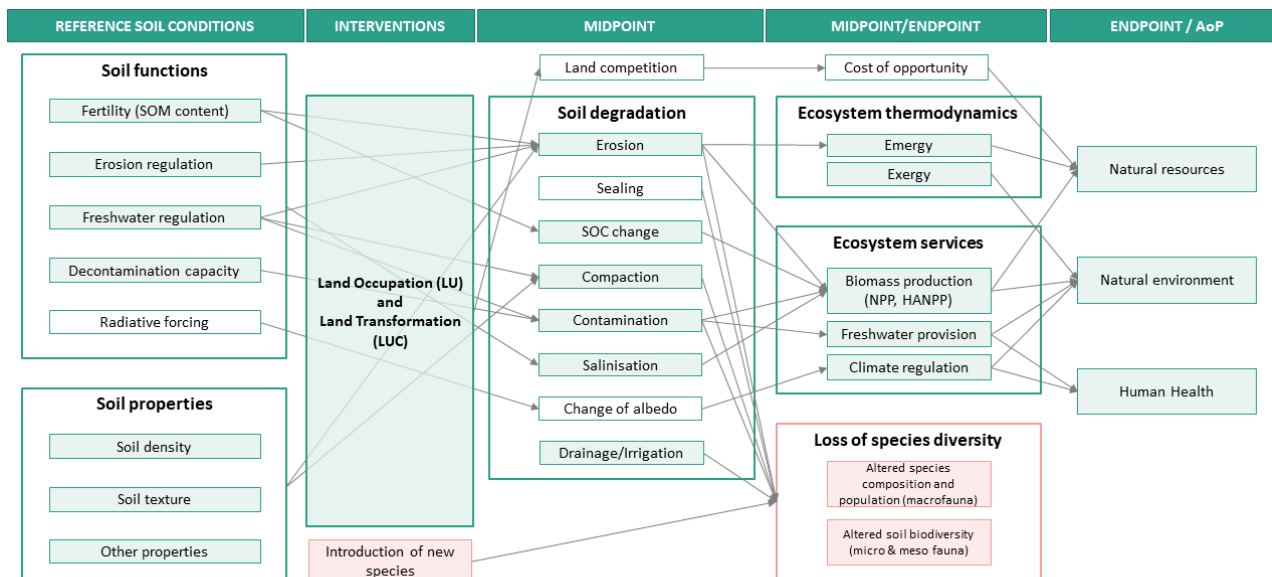 REFERENCE SOIL CONDITIONS
INTERVENTIONS
MIDPOINT
MIDPOINT/ENDPOINT
ENDPOINT / AoP
Soil functions
Fertility (SOM content)
Erosion regulation
Freshwater regulation
Decontamination capacity
Radiative forcing
Soil properties
Soil density
Soil texture
Other properties
Land Occupation (LU)
and
Land Transformation
(LUC)
Introduction of new
species
Land competition
Soil degradation
Erosion
Sealing
SOC change
Compaction
Contamination
Salinisation
Change of albedo
Drainage/Irrigation
Cost of opportunity
Ecosystem thermodynamics
Emergy
Exergy
Ecosystem services
Biomass production
(NPP, HANPP)
Freshwater provision
Climate regulation
Loss of species diversity
Altered species
composition and
population (macrofauna)
Altered soil biodiversity
(micro & meso fauna)
Natural resources
Natural environment
Human Health